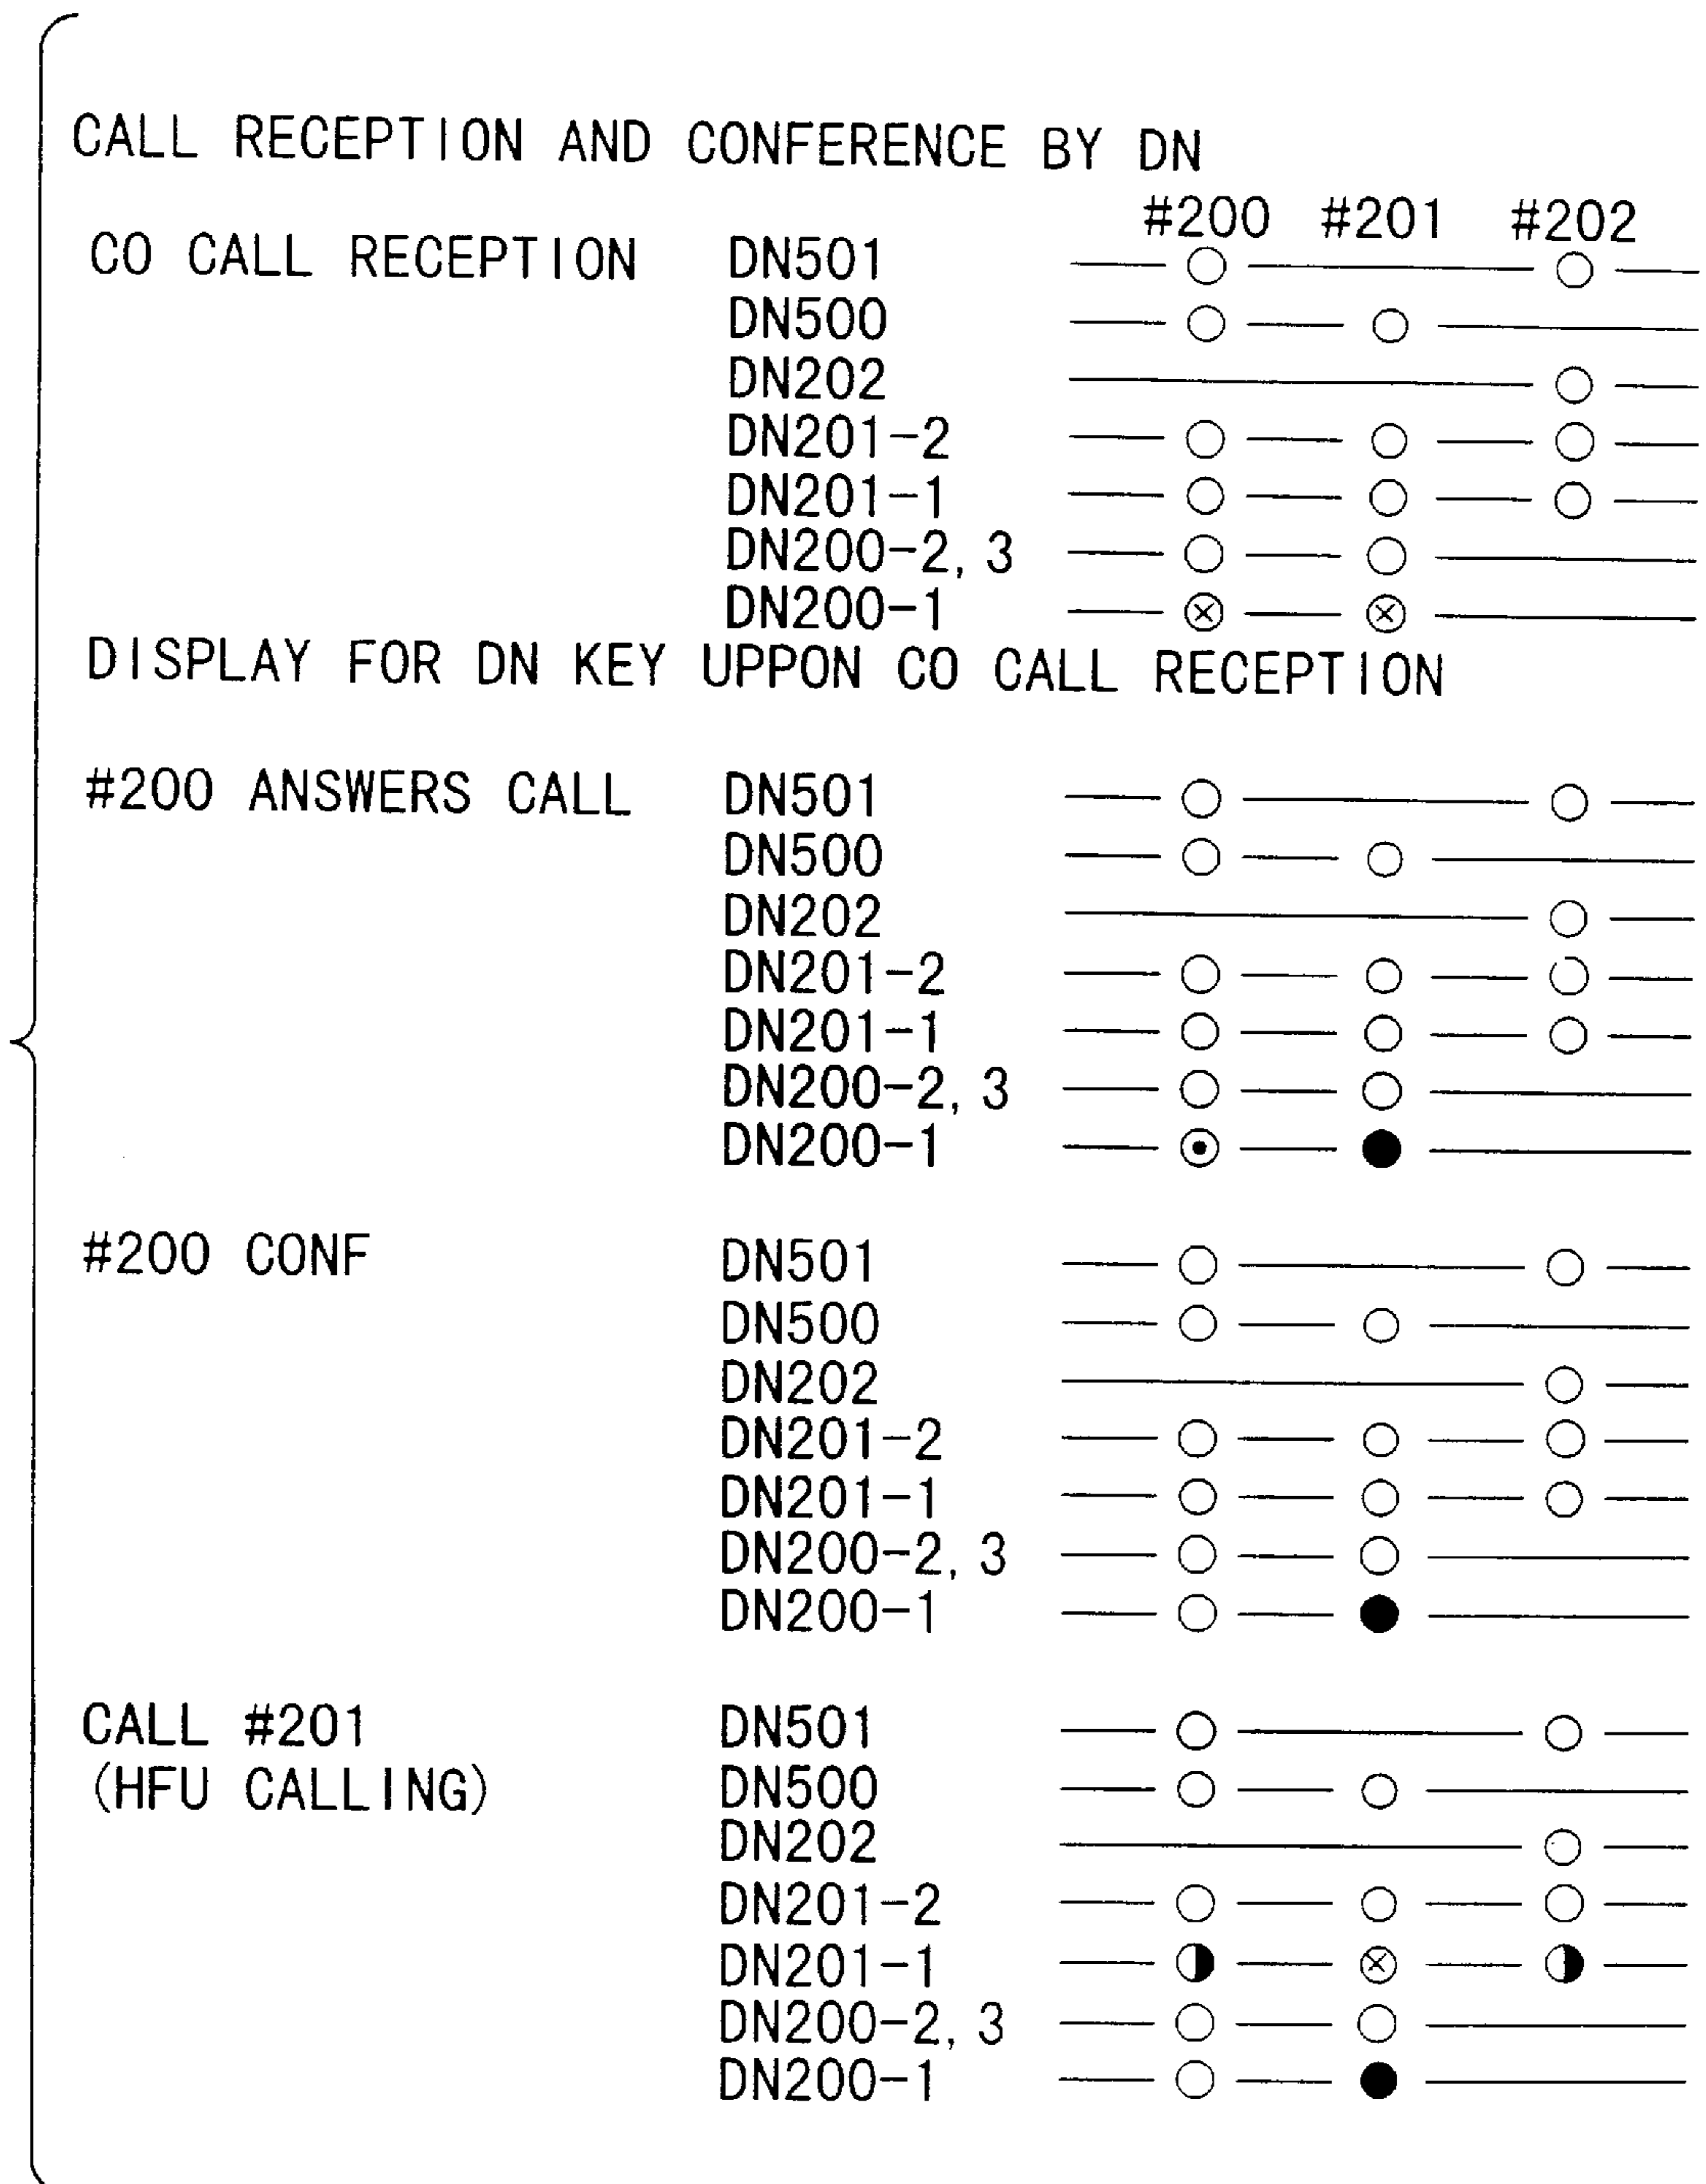 CALL RECEPTION AND CONFERENCE BY DN
#200 #201 #202
CO CALL RECEPTION DN501
DN500
DN202
DN201-2
DN201-1
DN200-2, 3
DN200-1
DISPLAY FOR DN KEY UPPON CO CALL RECEPTION
#200 ANSWERS CALL DN501
DN500
DN202
DN201-2
DN201-1
DN200-2, 3
DN200-1
#200 CONF DN501
DN500
DN202
DN201-2
DN201-1
DN200-2, 3
DN200-1
CALL #201 DN501
(HFU CALLING) DN500
DN202
DN201-2
DN201-1
DN200-2, 3
DN200-1